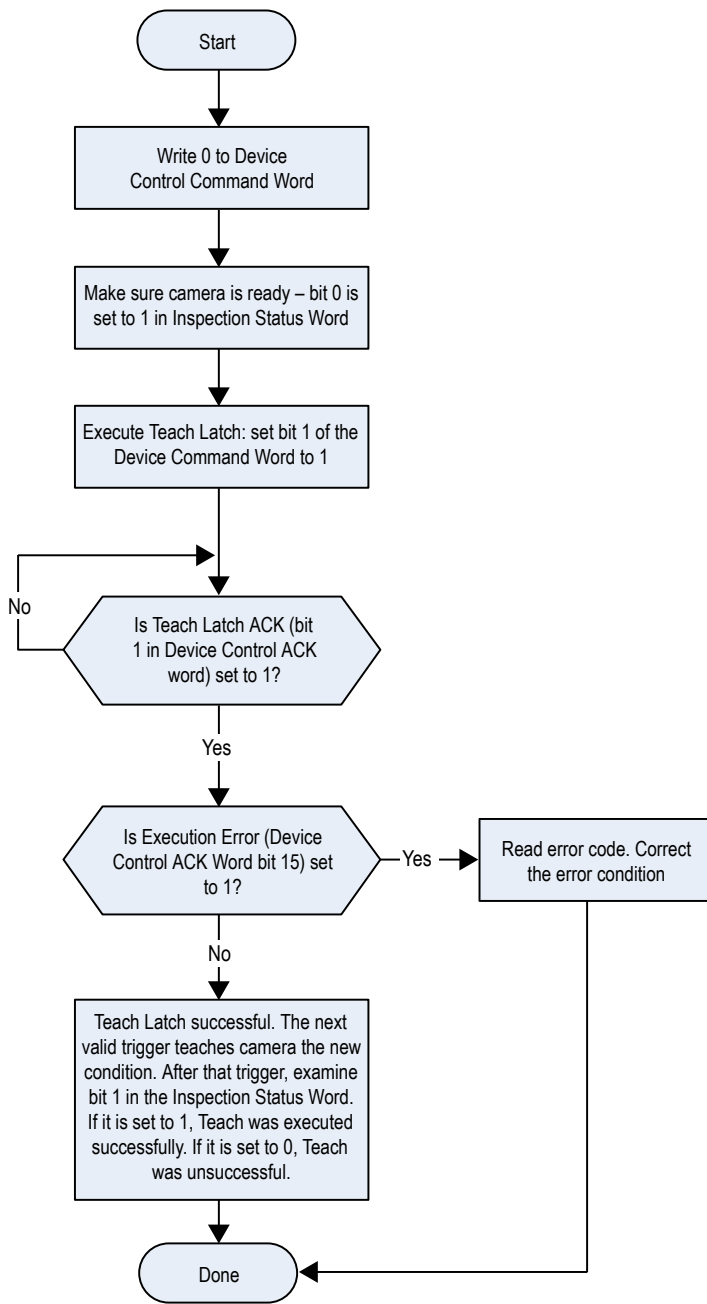 Start
Write 0 to Device
Control Command Word
Make sure camera is ready – bit 0 is
set to 1 in Inspection Status Word
Execute Teach Latch: set bit 1 of the
Device Command Word to 1
No
Is Teach Latch ACK (bit
1 in Device Control ACK
word) set to 1?
Yes
Is Execution Error (Device
Control ACK Word bit 15) set
to 1?
Yes
Read error code. Correct
the error condition
No
Teach Latch successful. The next
valid trigger teaches camera the new
condition. After that trigger, examine
bit 1 in the Inspection Status Word.
If it is set to 1, Teach was executed
successfully. If it is set to 0, Teach
was unsuccessful.
Done